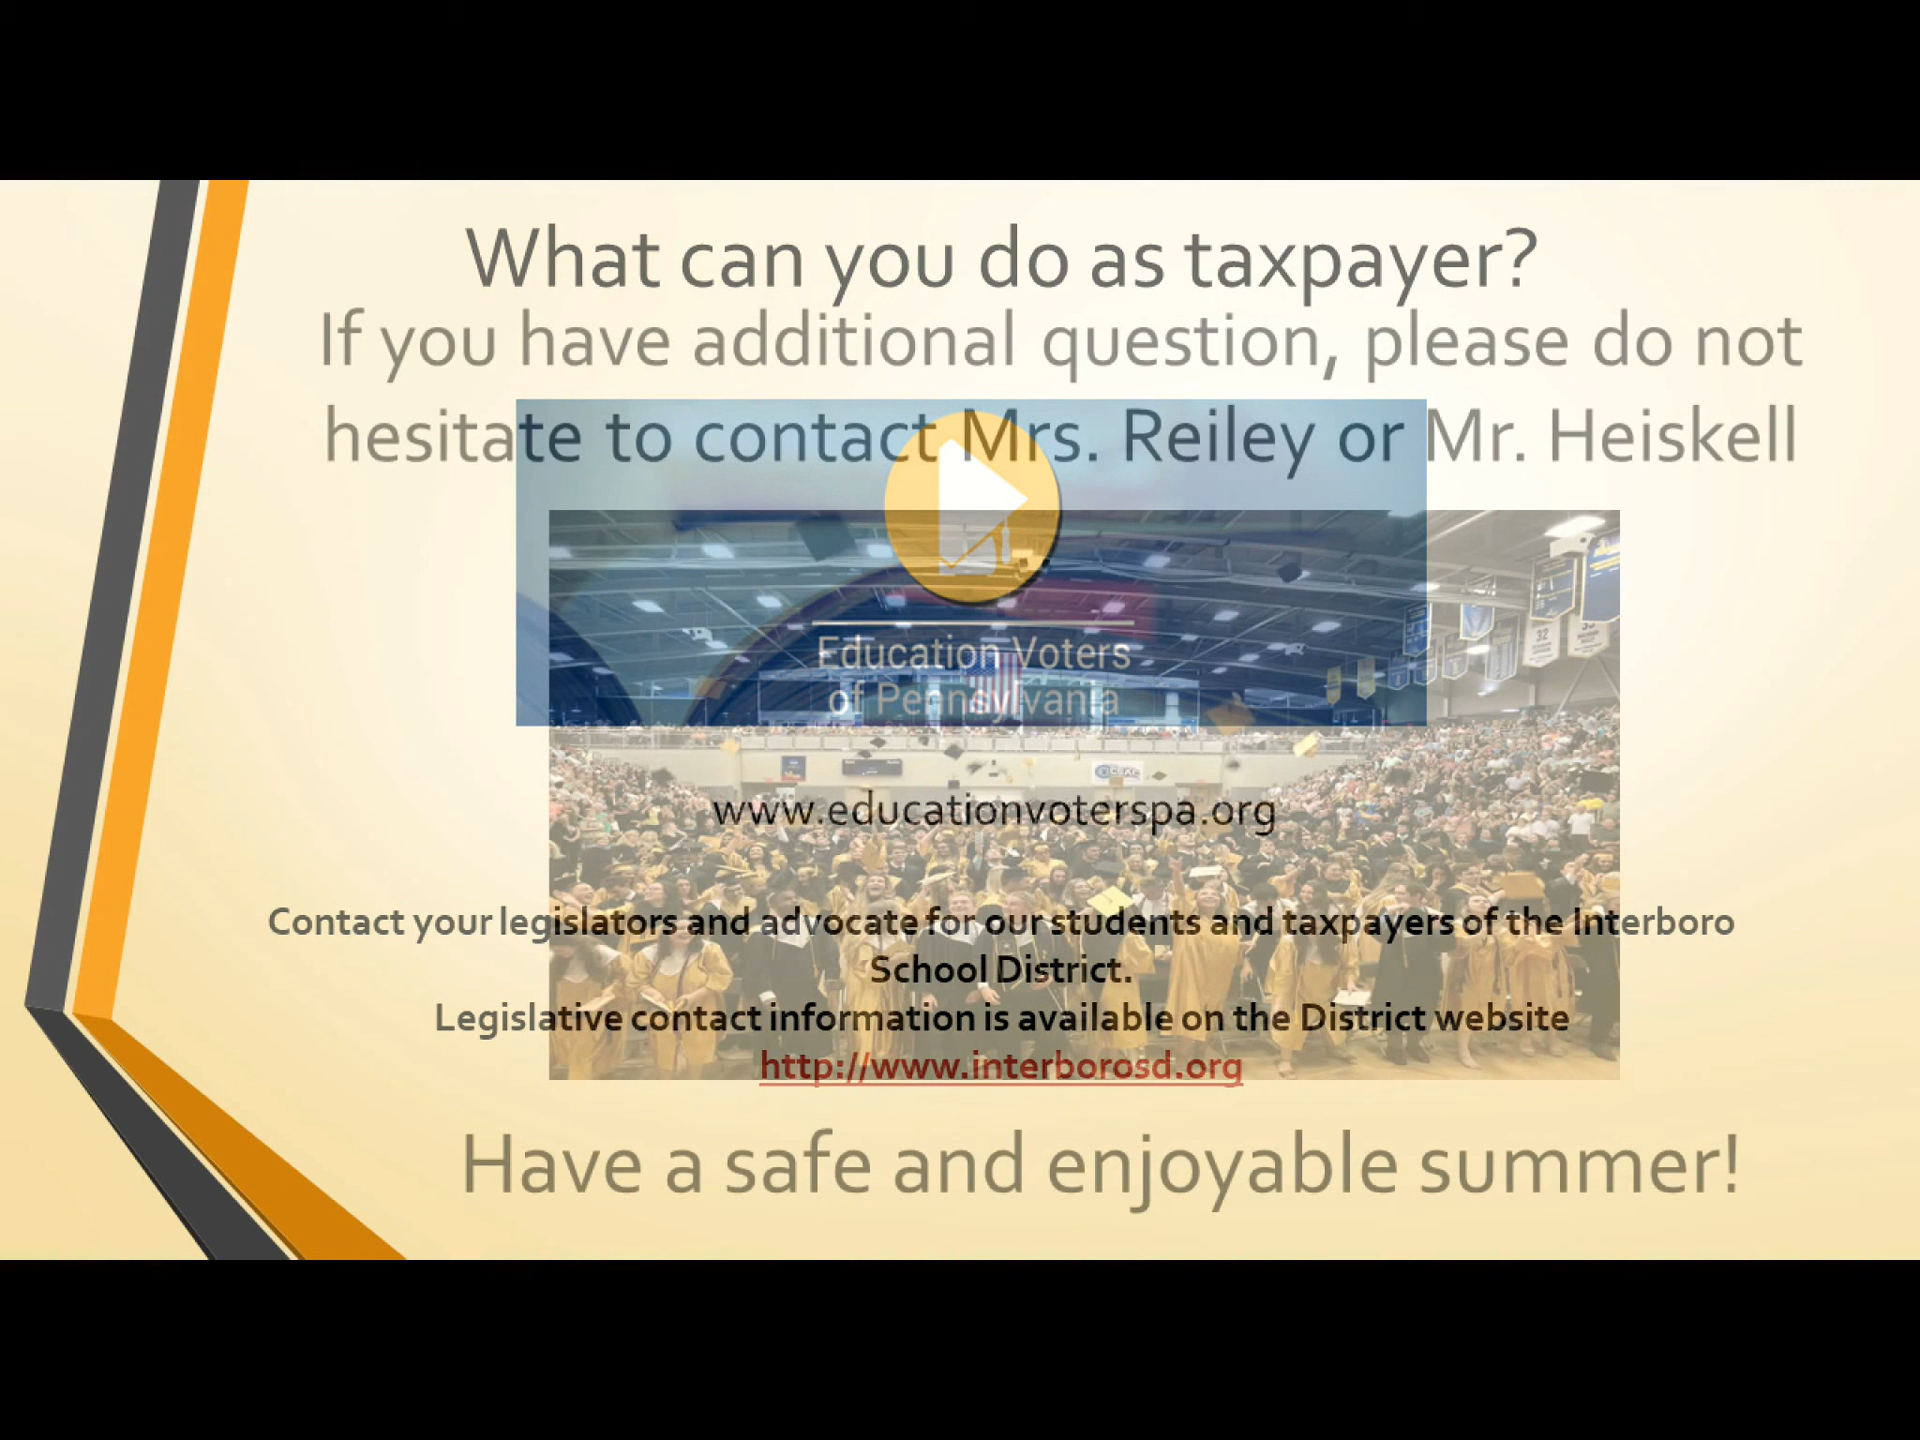 What can you do as taxpayer?
If you have additional question, please do not
hesitate to contact Mrs. Reiley or Mr. Heiskell
32
Education Voters
of Pennsylvania
www.educationvoterspa.org
Contact your legislators and advocate for our students and taxpayers of the Interboro
School District.
Legislative contact information is available on the District website
http://www.interborosd.org
Have a safe and enjoyable summer!